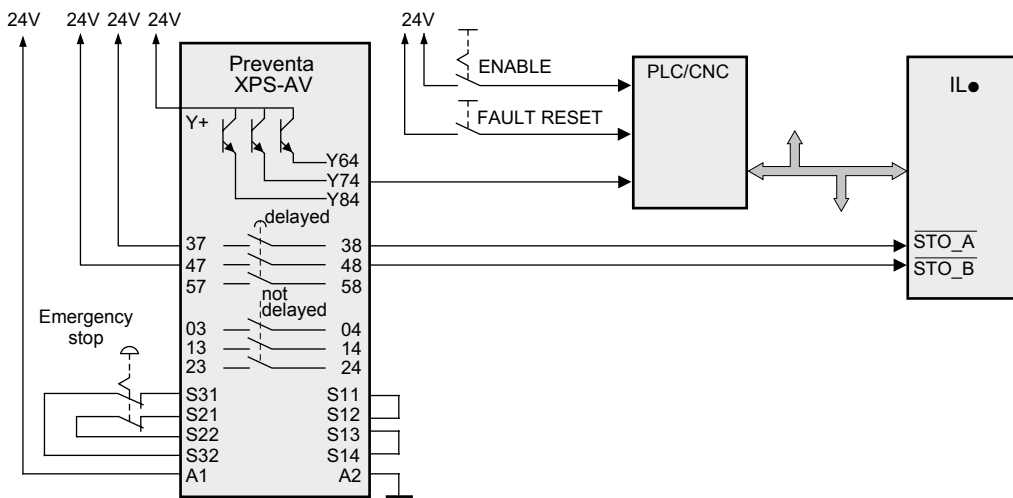 24V 24V 24V 24V 24V
Preventa
XPS-AV
ENABLE
PLC/CNC
IL●
FAULT RESET
Y+
Y64
Y74
Y84
delayed
37 38
47 48
57 58
STO_A
STO_B
not
delayed
Emergency
stop
03 04
13 14
23 24
S31 S11
S21 S12
S22 S13
S32 S14
A1 A2